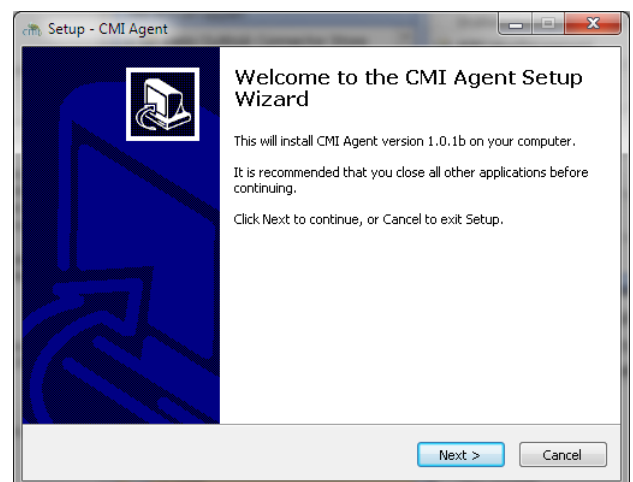 Setup - CMI Agent
Welcome to the CMI Agent Setup
Wizard
This will install CMI Agent version 1.0.1b on your computer.
It is recommended that you close all other applications before
continuing.
Click Next to continue, or Cancel to exit Setup.
Next > Cancel